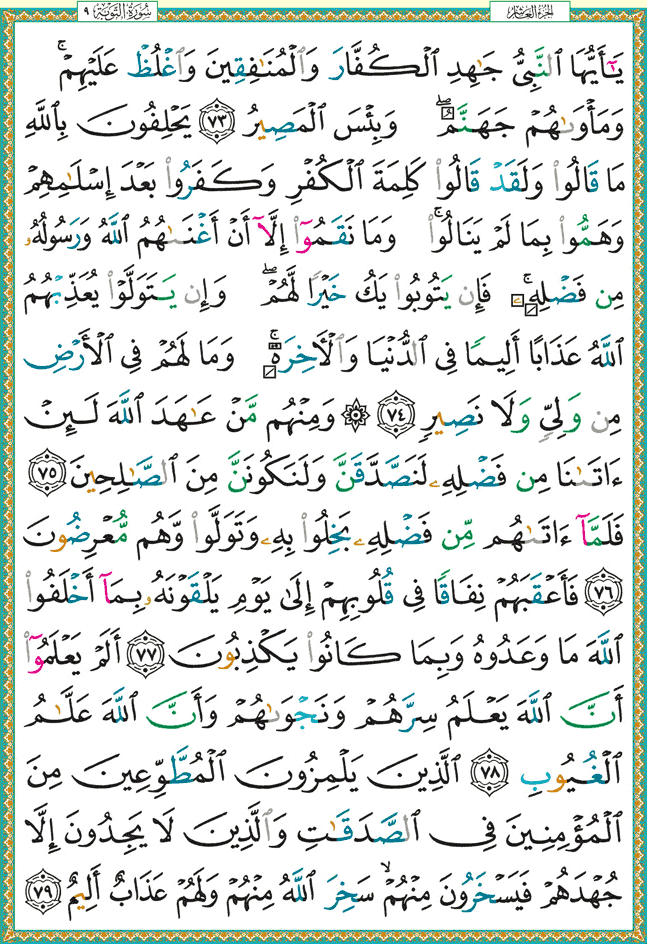 سُورَةُ التَّوْبَةِ ٩
الجزء العاشر
يَـٰٓأَيُّهَا ٱلنَّبِىُّ جَـٰهِدِ ٱلْكُفَّارَ وَٱلْمُنَـٰفِقِينَ وَٱغْلُظْ عَلَيْهِمْ ۚ
وَمَأْوَىٰهُمْ جَهَنَّمُ ۖ وَبِئْسَ ٱلْمَصِيرُ ٧٣ يَحْلِفُونَ بِٱللَّهِ
مَا قَالُوا۟ وَلَقَدْ قَالُوا۟ كَلِمَةَ ٱلْكُفْرِ وَكَفَرُوا۟ بَعْدَ إِسْلَـٰمِهِمْ
وَهَمُّوا۟ بِمَا لَمْ يَنَالُوا۟ ۚ وَمَا نَقَمُوٓا۟ إِلَّآ أَنْ أَغْنَىٰهُمُ ٱللَّهُ وَرَسُولُهُۥ
مِن فَضْلِهِۦ ۚ فَإِن يَتُوبُوا۟ يَكُ خَيْرًا لَّهُمْ ۖ وَإِن يَتَوَلَّوْا۟ يُعَذِّبْهُمُ
ٱللَّهُ عَذَابًا أَلِيمًا فِى ٱلدُّنْيَا وَٱلْـَٔاخِرَةِ ۚ وَمَا لَهُمْ فِى ٱلْأَرْضِ
مِن وَلِىٍّ وَلَا نَصِيرٍ ٧٤ ۞ وَمِنْهُم مَّنْ عَـٰهَدَ ٱللَّهَ لَئِنْ
ءَاتَىٰنَا مِن فَضْلِهِۦ لَنَصَّدَّقَنَّ وَلَنَكُونَنَّ مِنَ ٱلصَّـٰلِحِينَ ٧٥
فَلَمَّآ ءَاتَىٰهُم مِّن فَضْلِهِۦ بَخِلُوا۟ بِهِۦ وَتَوَلَّوا۟ وَّهُم مُّعْرِضُونَ
٧٦ فَأَعْقَبَهُمْ نِفَاقًا فِى قُلُوبِهِمْ إِلَىٰ يَوْمِ يَلْقَوْنَهُۥ بِمَآ أَخْلَفُوا۟
ٱللَّهَ مَا وَعَدُوهُ وَبِمَا كَانُوا۟ يَكْذِبُونَ ٧٧ أَلَمْ يَعْلَمُوٓا۟
أَنَّ ٱللَّهَ يَعْلَمُ سِرَّهُمْ وَنَجْوَىٰهُمْ وَأَنَّ ٱللَّهَ عَلَّـٰمُ
ٱلْغُيُوبِ ٧٨ ٱلَّذِينَ يَلْمِزُونَ ٱلْمُطَّوِّعِينَ مِنَ
ٱلْمُؤْمِنِينَ فِى ٱلصَّدَقَـٰتِ وَٱلَّذِينَ لَا يَجِدُونَ إِلَّا
جُهْدَهُمْ فَيَسْخَرُونَ مِنْهُمْ ۙ سَخِرَ ٱللَّهُ مِنْهُمْ وَلَهُمْ عَذَابٌ أَلِيمٌ ٧٩